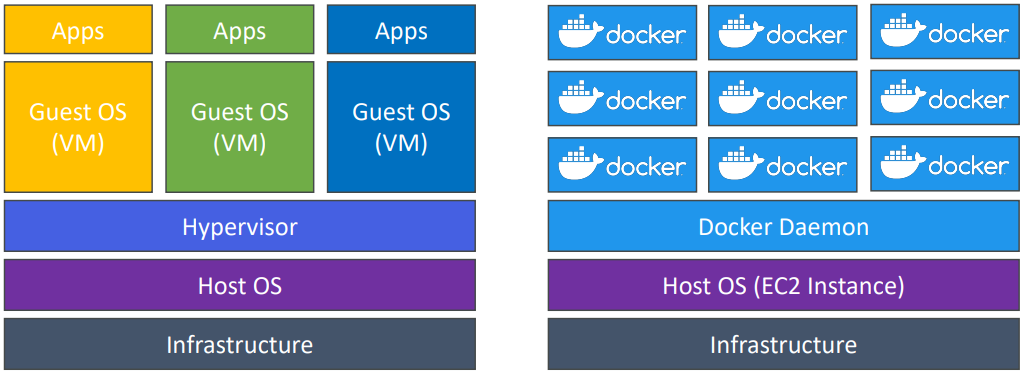 Apps
Apps
Apps
Guest OS
(VM)
Guest OS
(VM)
Guest OS
(VM)
Hypervisor
Host OS
Infrastructure
docker
docker
docker
docker
docker
docker
docker
docker
docker
Docker Daemon
Host OS (EC2 Instance)
Infrastructure